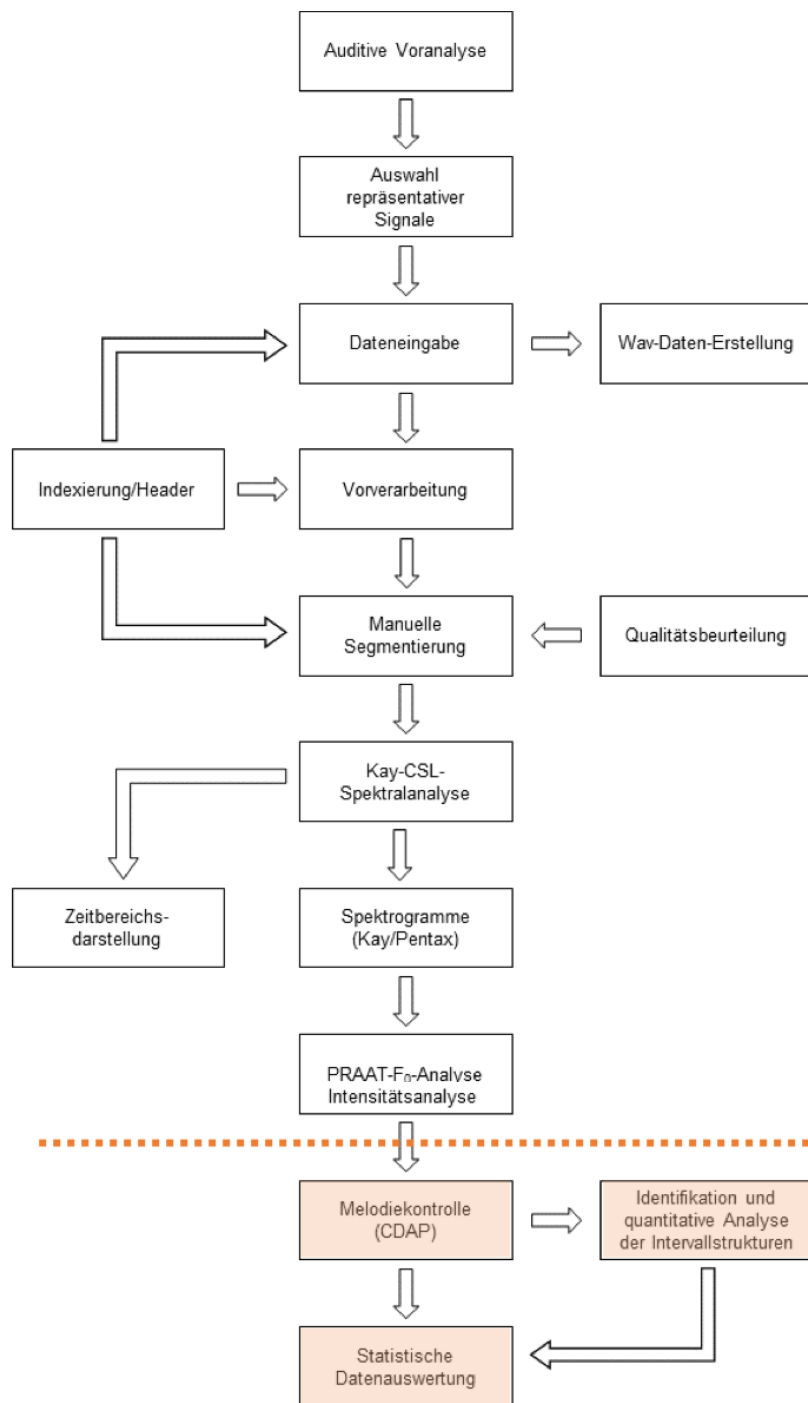 Auditive Voranalyse
Auswahl
repräsentativer
Signale
Dateneingabe
Wav-Daten-Erstellung
Indexierung/Header
Vorverarbeitung
Manuelle
Segmentierung
Qualitätsbeurteilung
Kay-CSL-
Spektralanalyse
Zeitbereichs-
darstellung
Spektrogramme
(Kay/Pentax)
PRAAT-F₀-Analyse
Intensitätsanalyse
Melodiekontrolle
(CDAP)
Identifikation und
quantitative Analyse
der Intervallstrukturen
Statistische
Datenauswertung